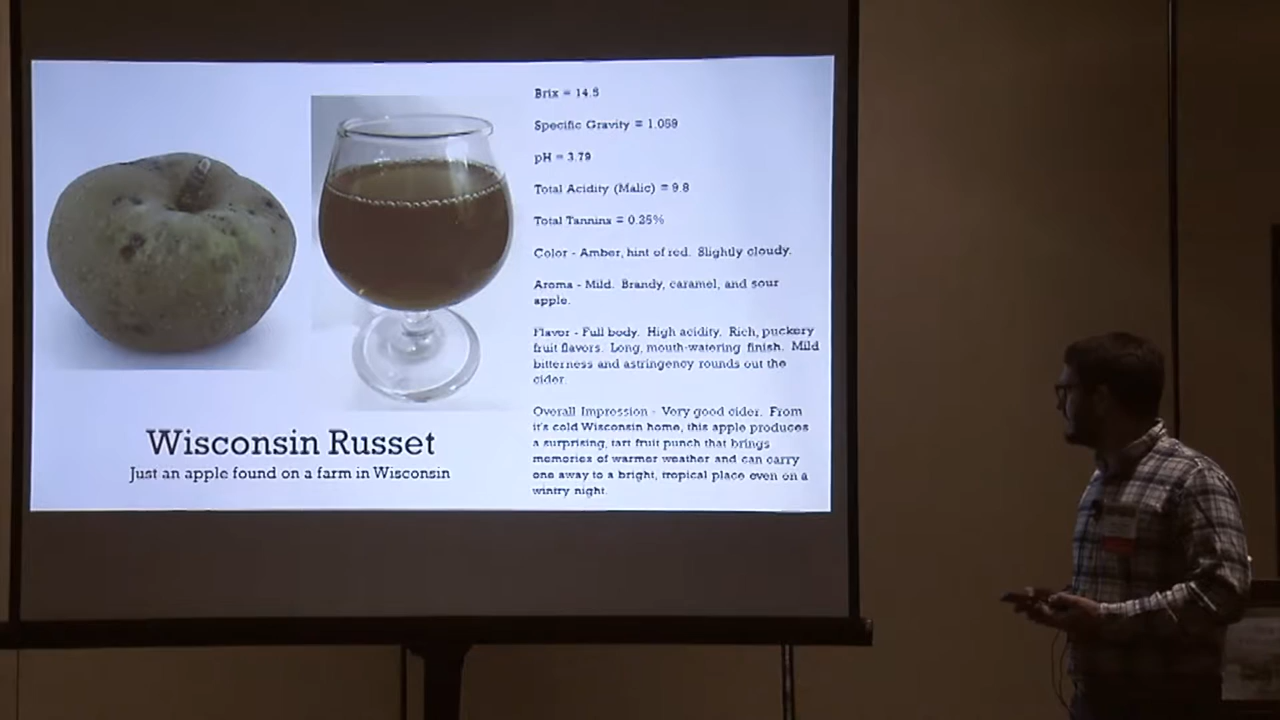 Brix = 14.5
Specific Gravity = 1.059
pH = 3.79
Total Acidity (Malic) = 9.8
Total Tannins = 0.25%
Color - Amber, hint of red. Slightly cloudy.
Aroma - Mild. Brandy, caramel, and sour
apple.
Flavor - Full body. High acidity. Rich, puckery
fruit flavors. Long, mouth-watering finish. Mild
bitterness and astringency rounds out the
cider.
Overall Impression - Very good cider. From
it's cold Wisconsin home, this apple produces
a surprising, tart fruit punch that brings
memories of warmer weather and can carry
one away to a bright, tropical place even on a
wintry night.
Wisconsin Russet
Just an apple found on a farm in Wisconsin